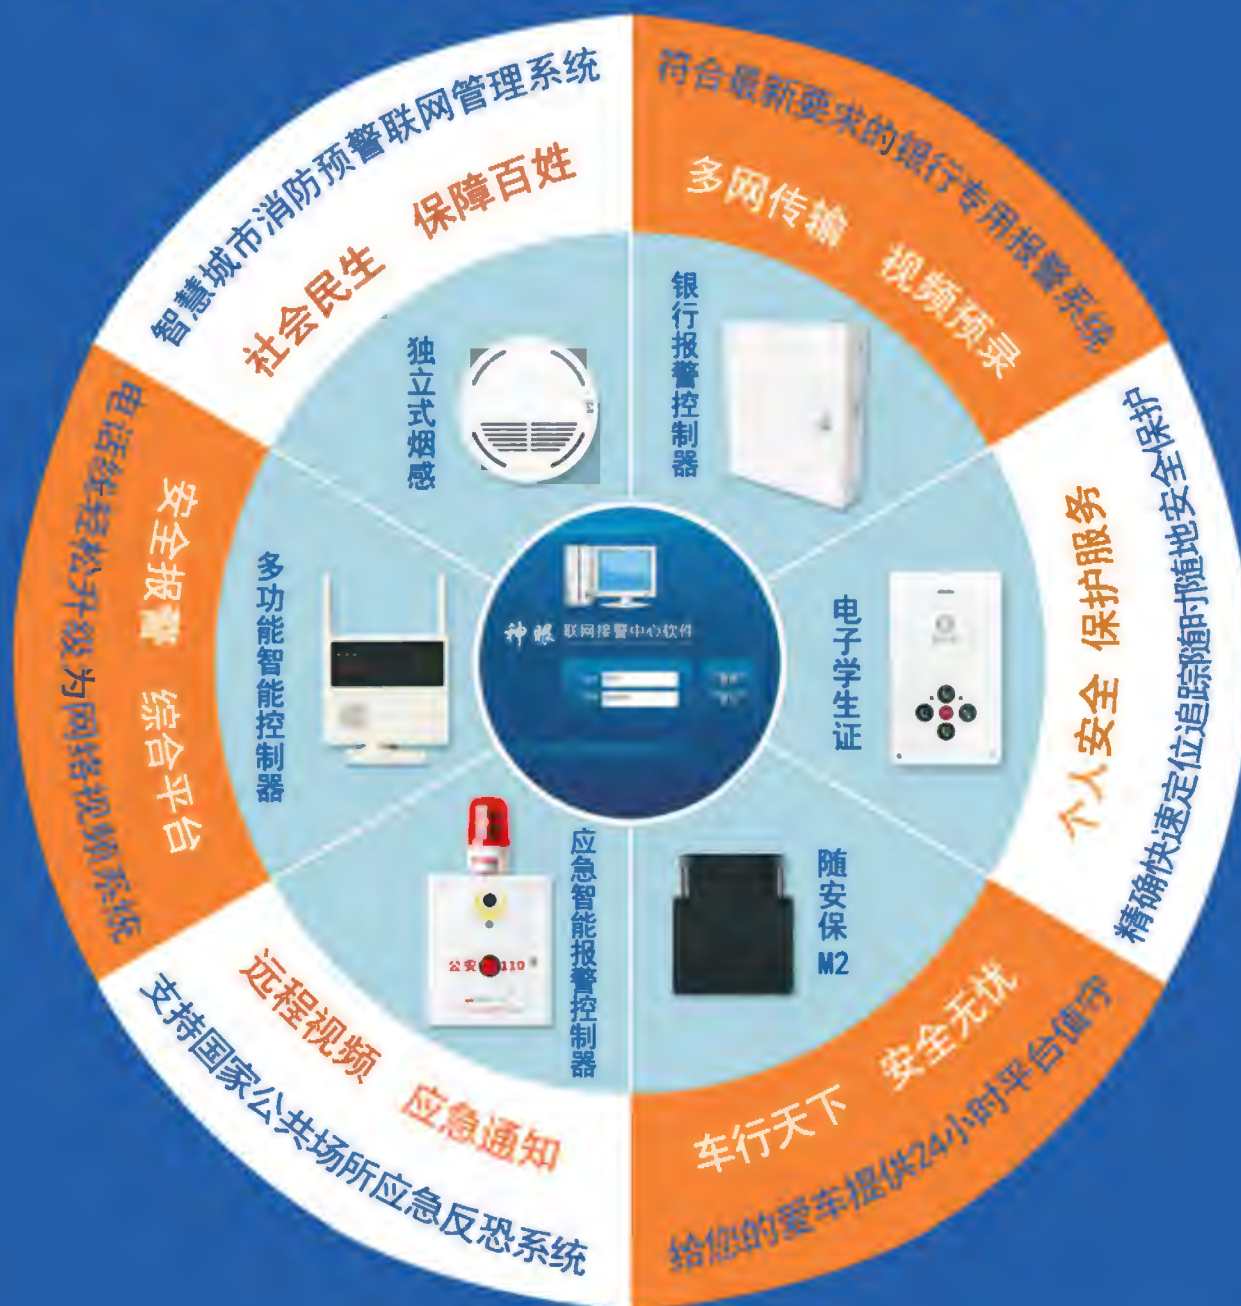 智慧城市消防预警联网管理系统
社会民生 保障百姓
独立式烟感
符合最新要求的银行专用报警系统
多网传输 视频预录
银行报警控制器
精确快速定位追踪随时随地安全保护
个人安全 保护服务
电子学生证
给您的爱车提供24小时平台值守
车行天下 安全无忧
随安保
M2
支持国家公共场所应急反恐系统
远程视频 应急通知
应急智能报警控制器
公安
110
电话线轻松升级为网络视频系统
安全报警 综合平台
多功能智能控制器
神眼 联网接警中心软件